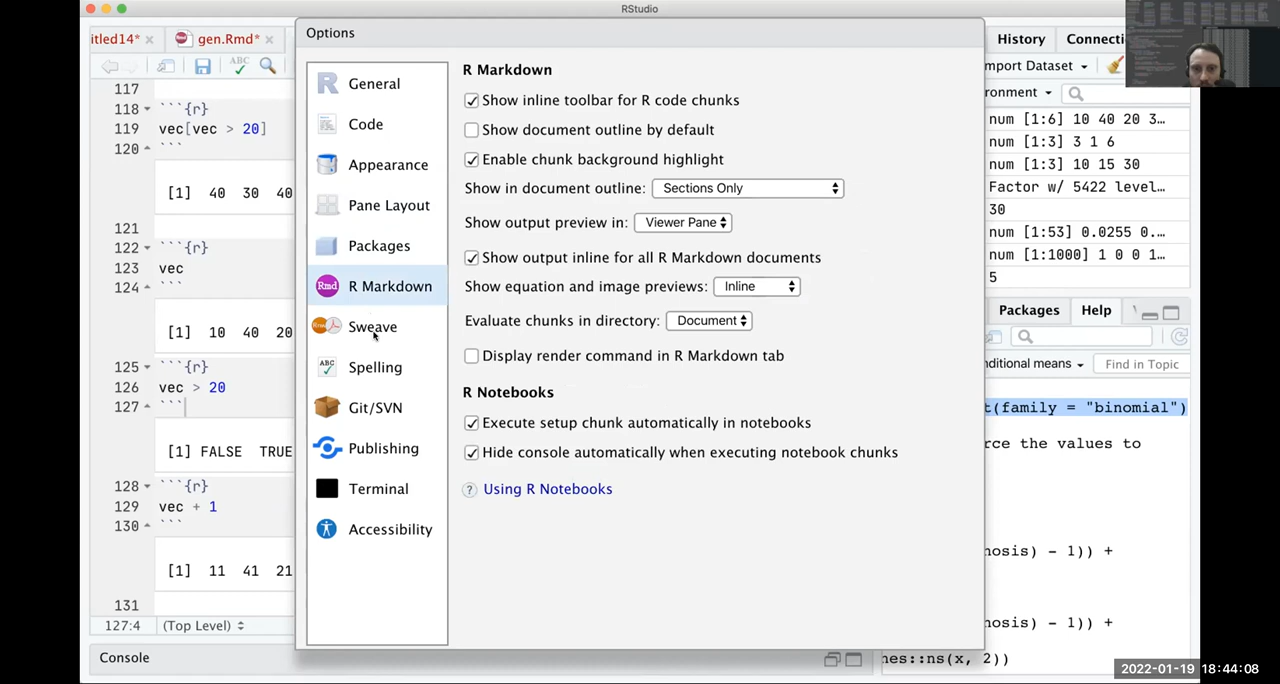 RStudio
itled14* ×
gen.Rmd* ×
ABC
117
118 ```{r}
119 vec[vec > 20]
120 ```
[1] 40 30 40
121
122 ```{r}
123 vec
124 ```
[1] 10 40 20
125 ```{r}
126 vec > 20
127 ```
[1] FALSE TRUE
128 ```{r}
129 vec + 1
130 ```
[1] 11 41 21
131
127:4 (Top Level)
Console
Options
R General
Code
Appearance
Pane Layout
Packages
Rmd R Markdown
Sweave
ABC Spelling
Git/SVN
Publishing
Terminal
Accessibility
R Markdown
Show inline toolbar for R code chunks
Show document outline by default
Enable chunk background highlight
Show in document outline: Sections Only
Show output preview in: Viewer Pane
Show output inline for all R Markdown documents
Show equation and image previews: Inline
Evaluate chunks in directory: Document
Display render command in R Markdown tab
R Notebooks
Execute setup chunk automatically in notebooks
Hide console automatically when executing notebook chunks
? Using R Notebooks
History Connecti
mport Dataset
ronment
num [1:6] 10 40 20 3…
num [1:3] 3 1 6
num [1:3] 10 15 30
Factor w/ 5422 level…
30
num [1:53] 0.0255 0.…
num [1:1000] 1 0 0 1…
5
Packages Help
nditional means
Find in Topic
t(family = "binomial")
rce the values to
nosis) - 1)) +
nosis) - 1)) +
nes::ns(x, 2))
2022-01-19 18:44:08